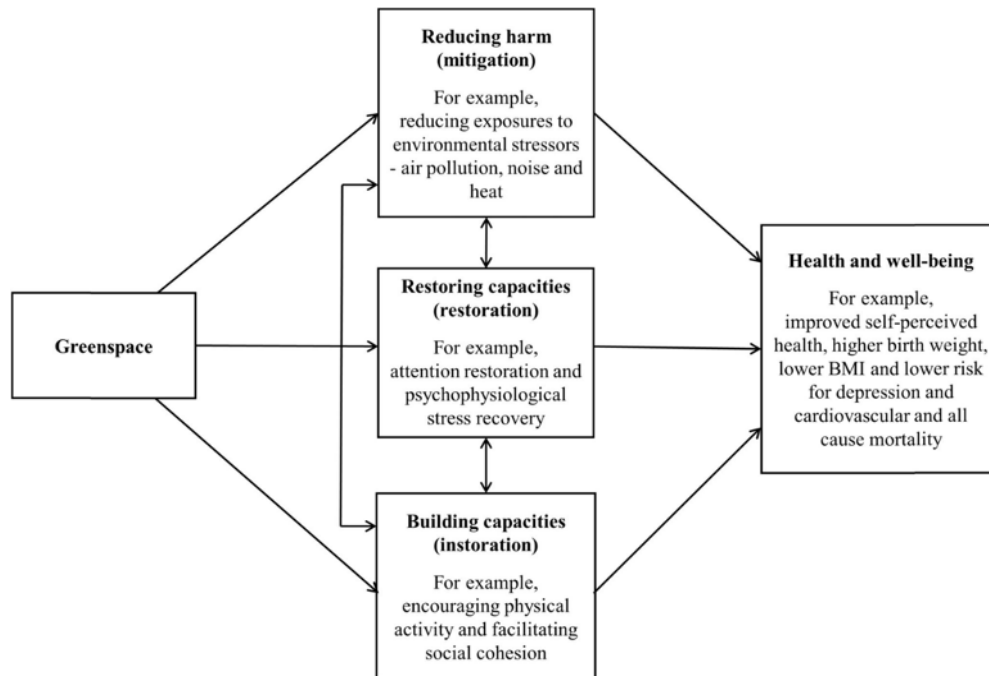 Reducing harm
(mitigation)
For example,
reducing exposures to
environmental stressors
- air pollution, noise and
heat
Greenspace
Restoring capacities
(restoration)
For example,
attention restoration and
psychophysiological
stress recovery
Building capacities
(instoration)
For example,
encouraging physical
activity and facilitating
social cohesion
Health and well-being
For example,
improved self-perceived
health, higher birth weight,
lower BMI and lower risk
for depression and
cardiovascular and all
cause mortality